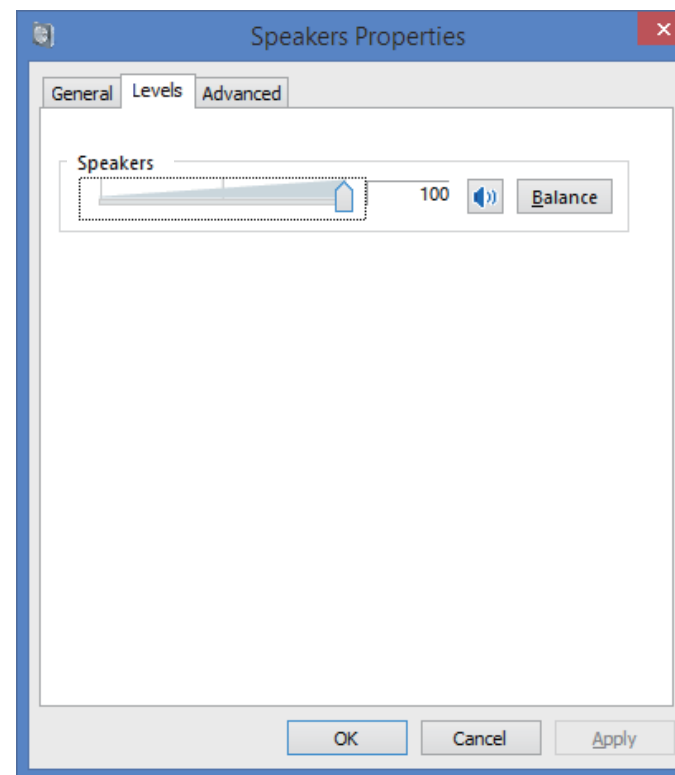 Speakers Properties
General Levels Advanced
Speakers
100 Balance
OK Cancel Apply